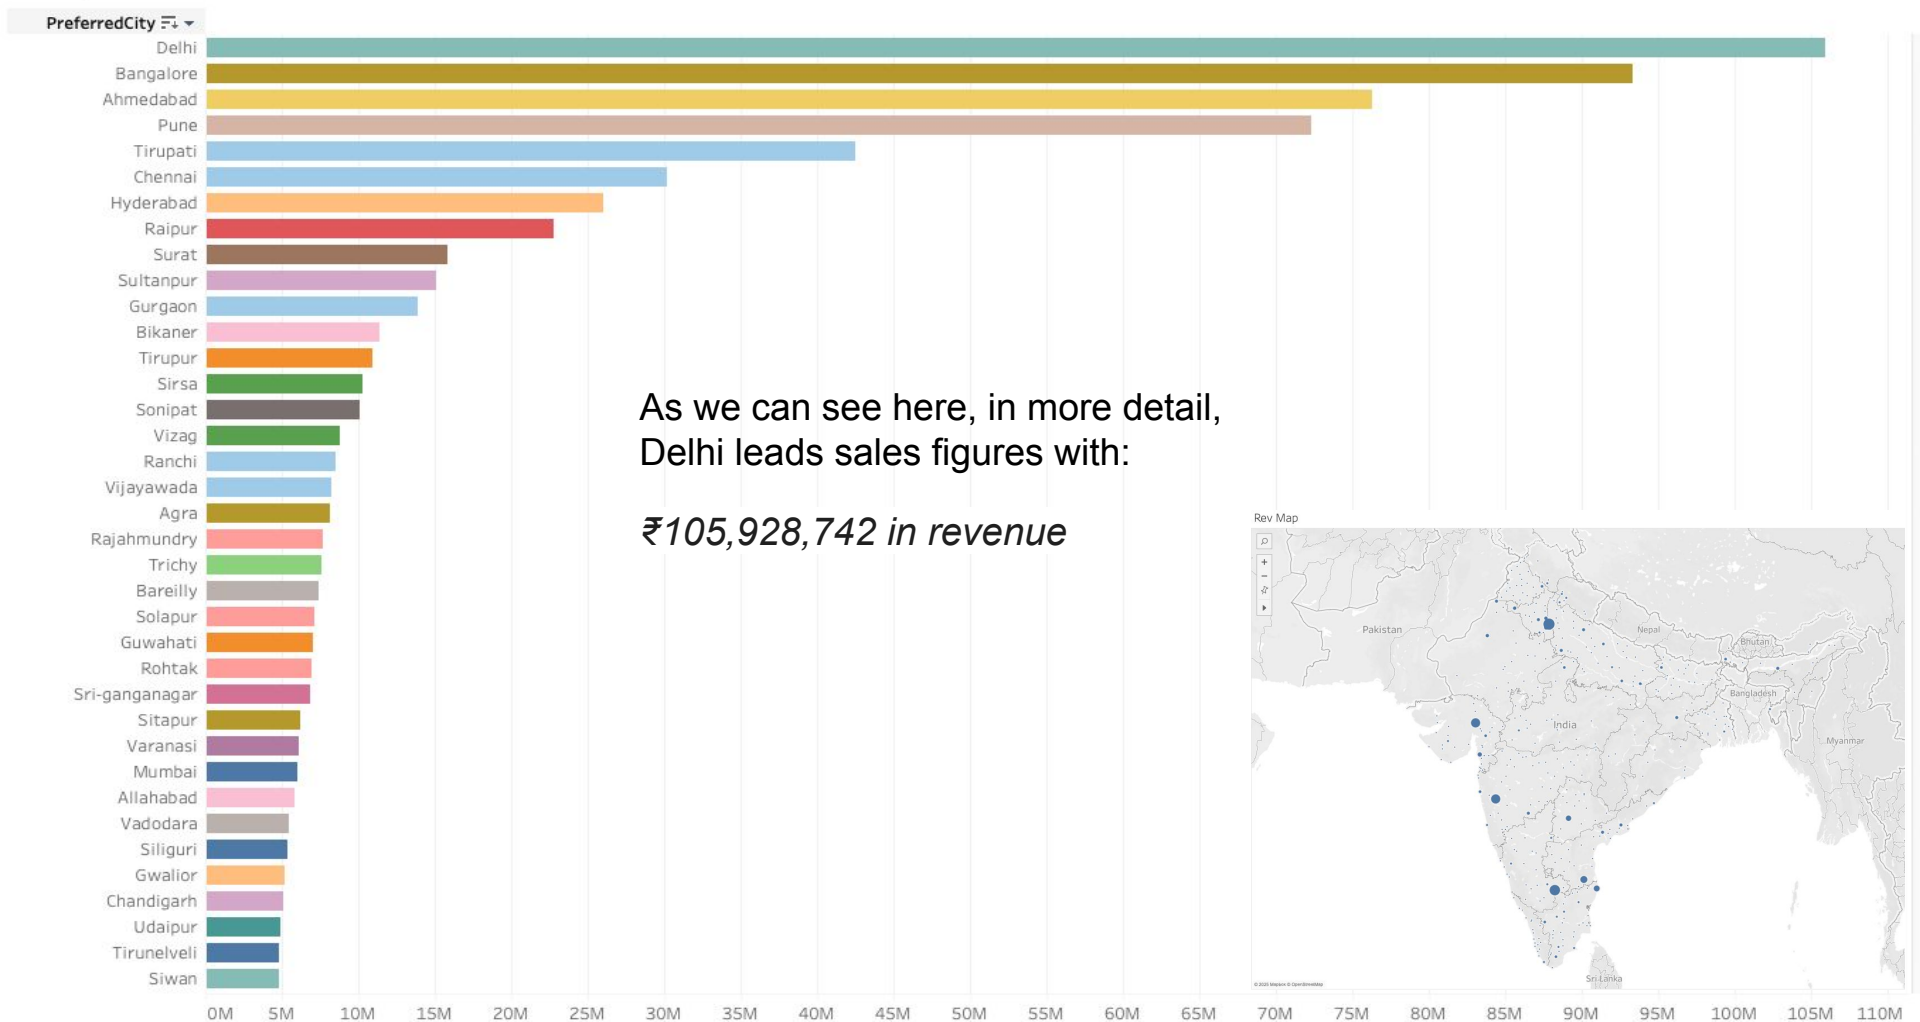 PreferredCity
Delhi
Bangalore
Ahmedabad
Pune
Tirupati
Chennai
Hyderabad
Raipur
Surat
Sultanpur
Gurgaon
Bikaner
Tirupur
Sirsa
Sonipat
Vizag
Ranchi
Vijayawada
Agra
Rajahmundry
Trichy
Bareilly
Solapur
Guwahati
Rohtak
Sri-ganganagar
Sitapur
Varanasi
Mumbai
Allahabad
Vadodara
Siliguri
Gwalior
Chandigarh
Udaipur
Tirunelveli
Siwan
0M 5M 10M 15M 20M 25M 30M 35M 40M 45M 50M 55M 60M 65M 70M 75M 80M 85M 90M 95M 100M 105M 110M
As we can see here, in more detail,
Delhi leads sales figures with:
₹105,928,742 in revenue
Rev Map
Pakistan
Nepal
Bhutan
Bangladesh
India
Myanmar
Sri Lanka
© OpenStreetMap